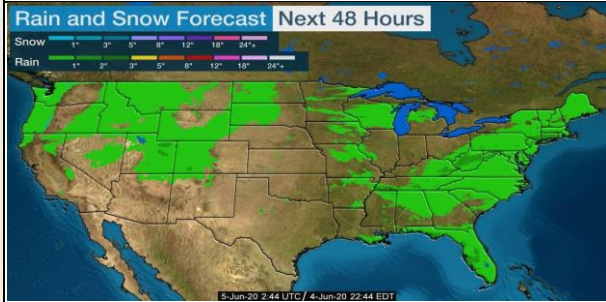 Rain and Snow Forecast Next 48 Hours
Snow 1" 3" 5" 8" 12" 18" 24"+
Rain 1" 2" 3" 5" 8" 12" 18" 24"+
5-Jun-20 2:44 UTC / 4-Jun-20 22:44 EDT